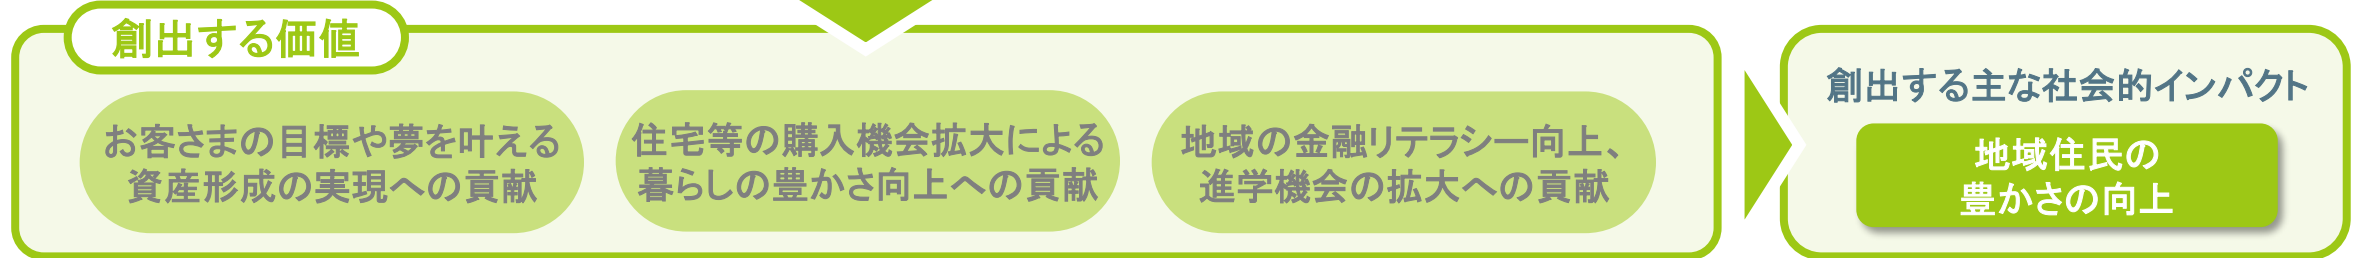 創出する価値
お客さまの目標や夢を叶える
資産形成の実現への貢献
住宅等の購入機会拡大による
暮らしの豊かさ向上への貢献
地域の金融リテラシー向上、
進学機会の拡大への貢献
創出する主な社会的インパクト
地域住民の
豊かさの向上